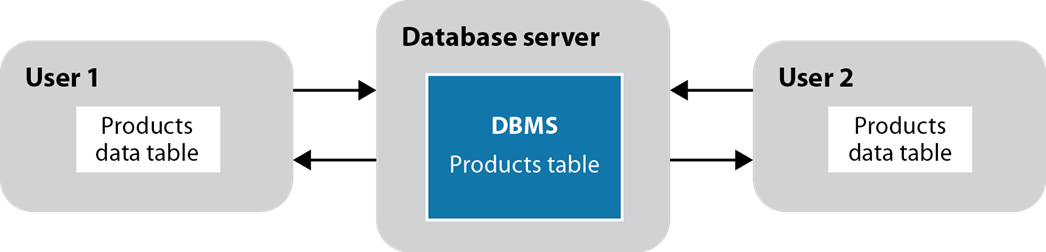 User 1
Products
data table
Database server
DBMS
Products table
User 2
Products
data table